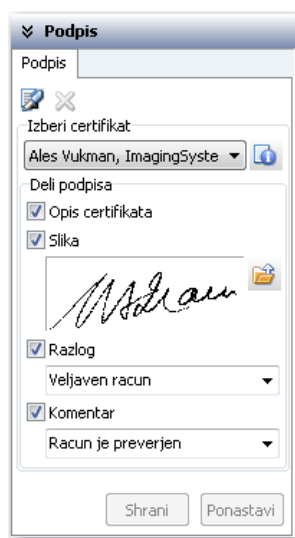 Podpis
Podpis
Izberi certifikat
Ales Vukman, ImagingSyste
Deli podpisa
Opis certifikata
Slika
Razlog
Veljaven racun
Komentar
Racun je preverjen
Shrani Ponastavi